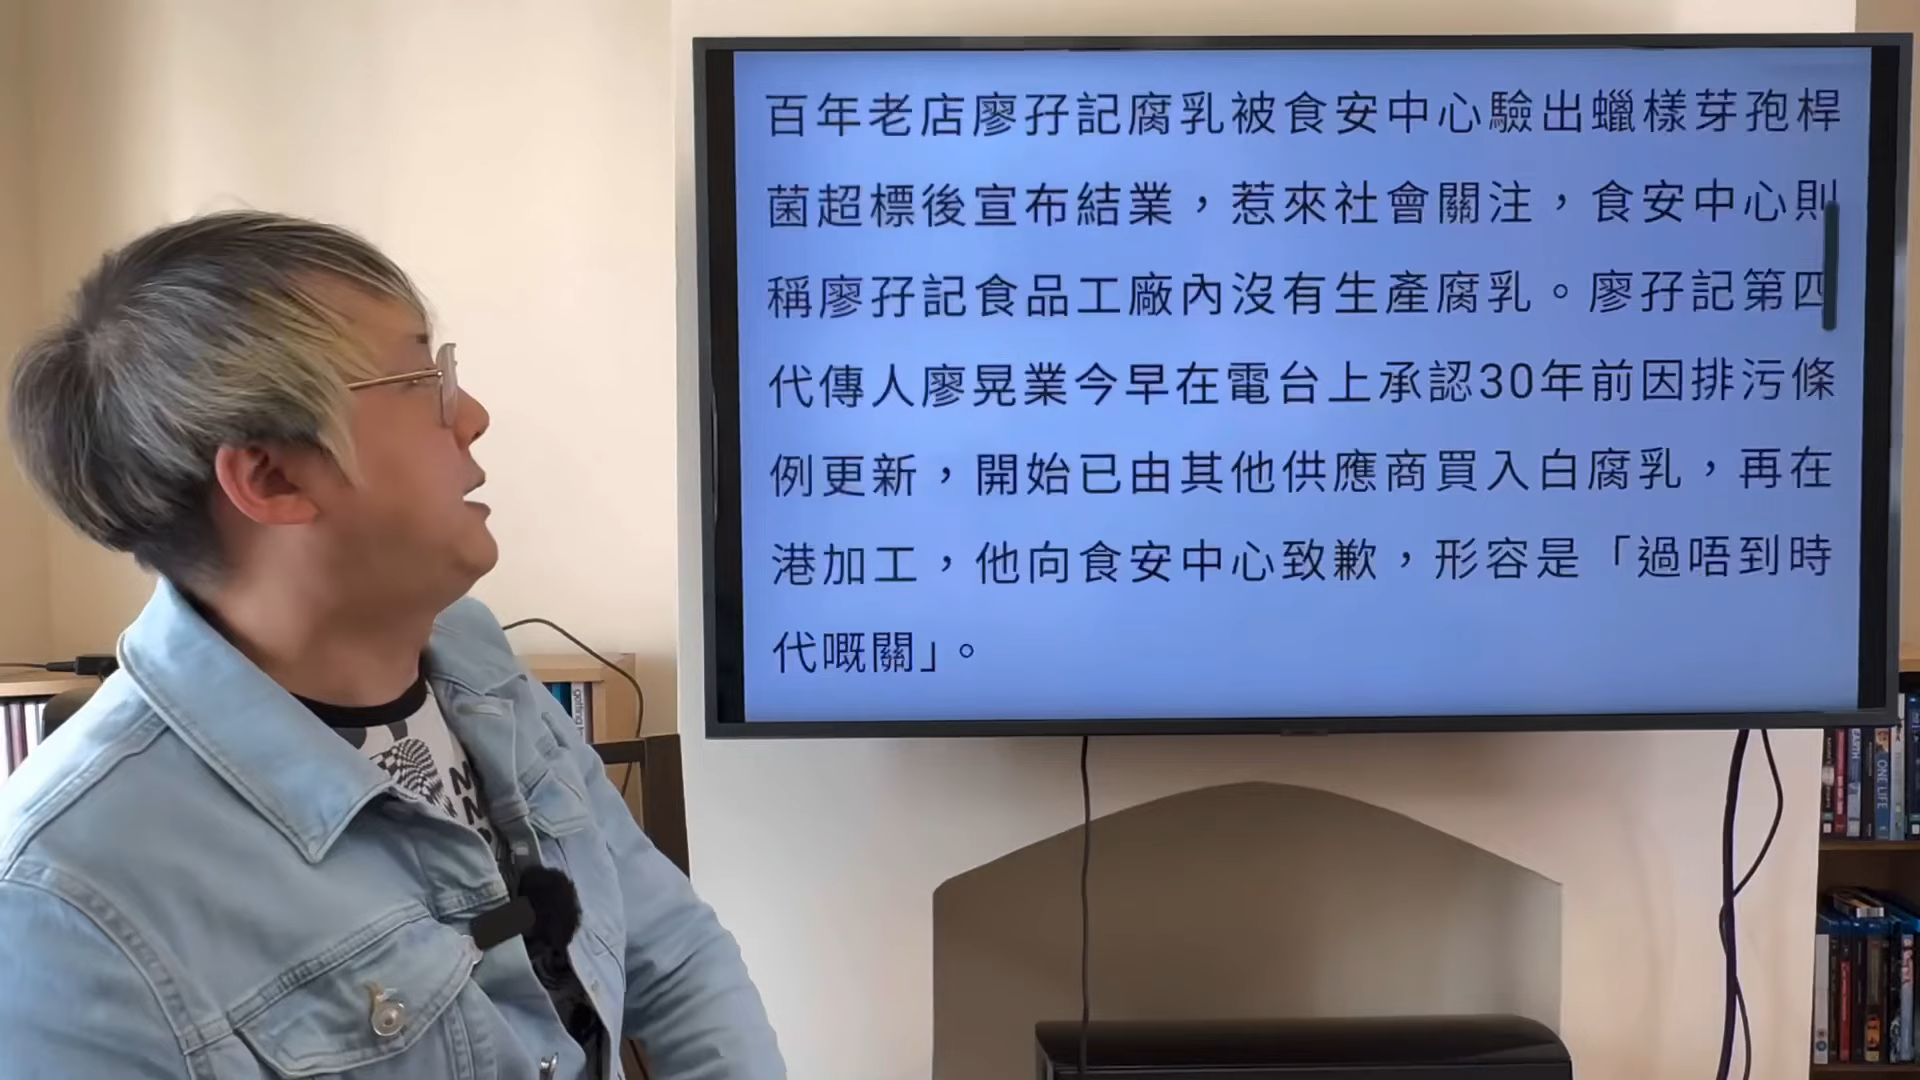 百年老店廖孖記腐乳被食安中心驗出蠟樣芽孢桿
菌超標後宣布結業，惹來社會關注，食安中心則
稱廖孖記食品工廠內沒有生產腐乳。廖孖記第四
代傳人廖晃業今早在電台上承認30年前因排污條
例更新，開始已由其他供應商買入白腐乳，再在
港加工，他向食安中心致歉，形容是「過唔到時
代嘅關」。
EARTH
ONE LIFE